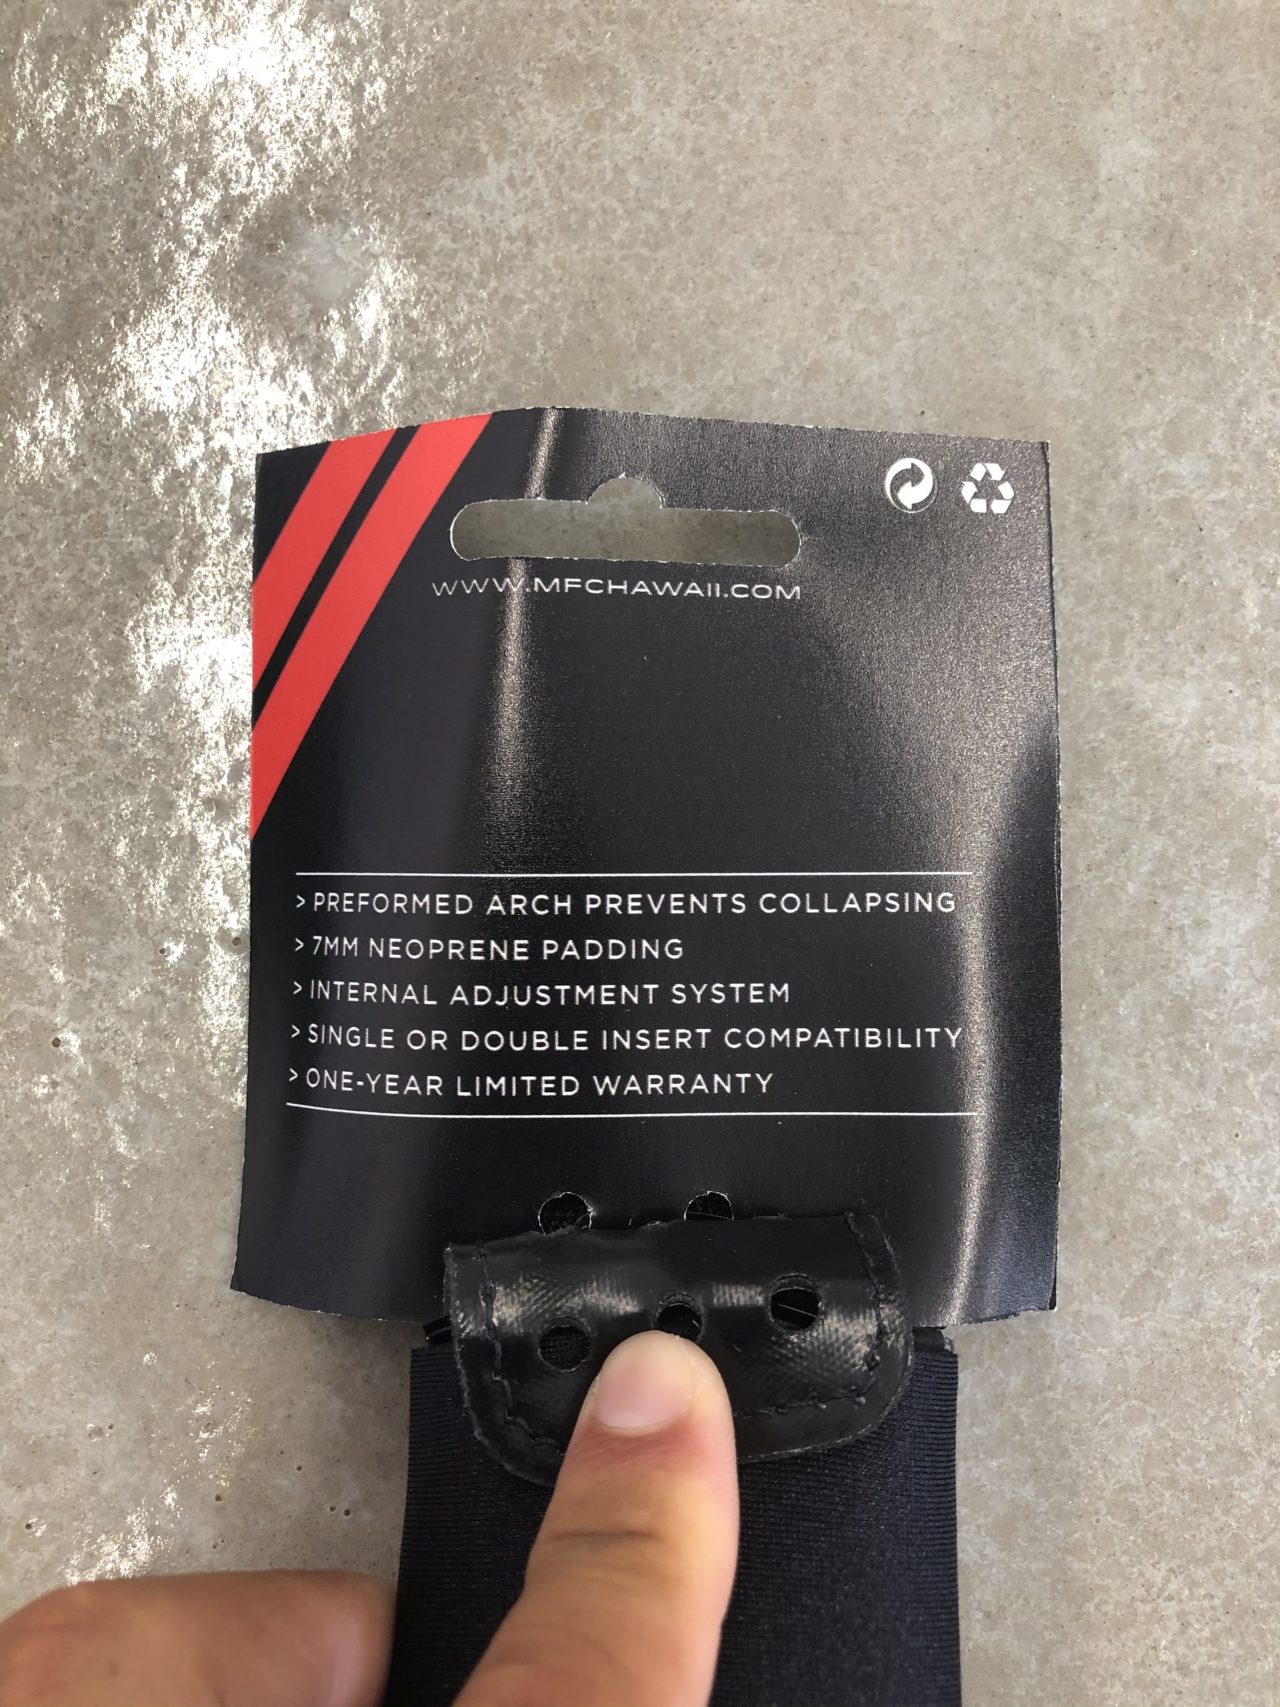 WWW.MFCHAWAII.COM
> PREFORMED ARCH PREVENTS COLLAPSING
> 7MM NEOPRENE PADDING
> INTERNAL ADJUSTMENT SYSTEM
> SINGLE OR DOUBLE INSERT COMPATIBILITY
> ONE-YEAR LIMITED WARRANTY